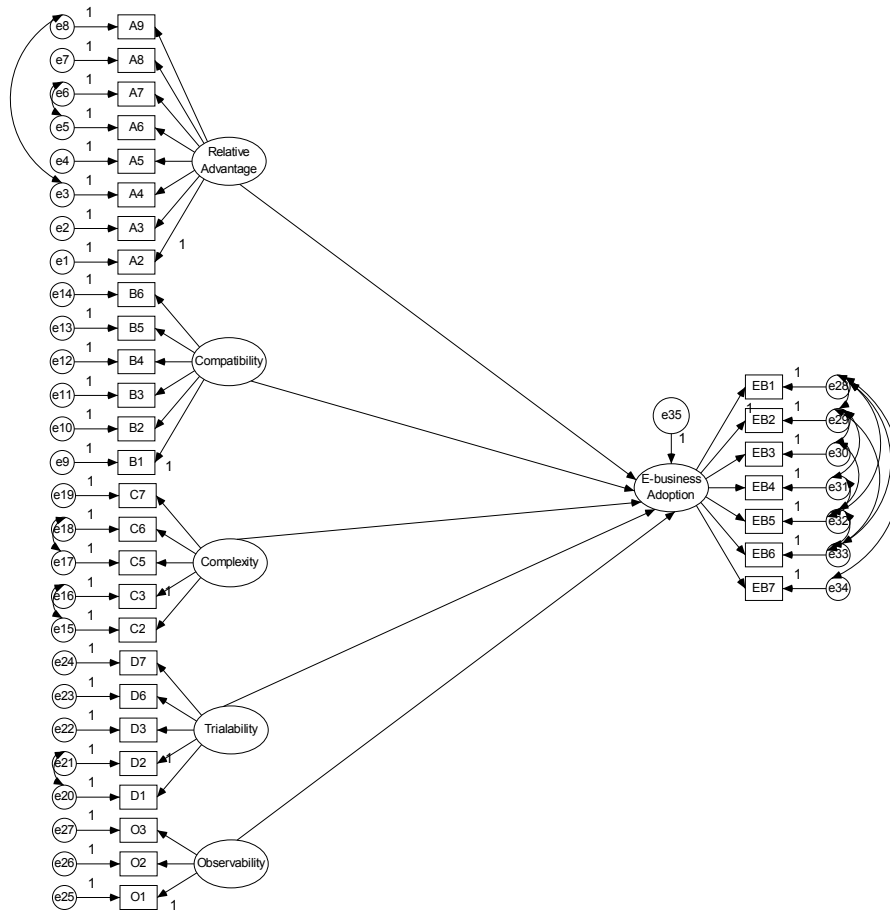 e8 1 A9
e7 1 A8
e6 1 A7
e5 1 A6
e4 1 A5
e3 1 A4
e2 1 A3
e1 1 A2
1
Relative
Advantage
e14 1 B6
e13 1 B5
e12 1 B4
e11 1 B3
e10 1 B2
e9 1 B1
1
Compatibility
e19 1 C7
e18 1 C6
e17 1 C5
e16 1 C3
e15 1 C2
1
Complexity
e24 1 D7
e23 1 D6
e22 1 D3
e21 1 D2
e20 1 D1
1
Trialability
e27 1 O3
e26 1 O2
e25 1 O1
1
Observability
e35
1
E-business
Adoption
1
EB1 1 e28
EB2 1 e29
EB3 1 e30
EB4 1 e31
EB5 1 e32
EB6 1 e33
EB7 1 e34